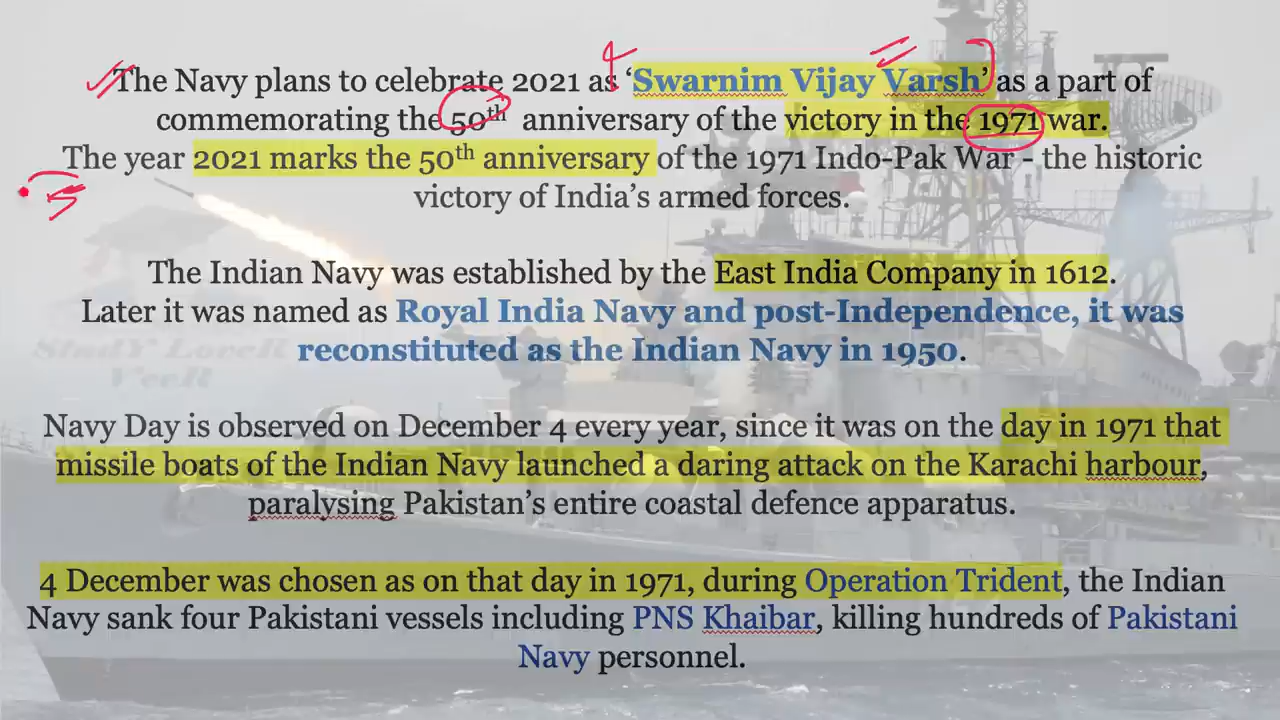 The Navy plans to celebrate 2021 as ‘Swarnim Vijay Varsh’ as a part of
commemorating the 50th anniversary of the victory in the 1971 war.
The year 2021 marks the 50th anniversary of the 1971 Indo-Pak War - the historic
victory of India’s armed forces.
The Indian Navy was established by the East India Company in 1612.
Later it was named as Royal India Navy and post-Independence, it was
reconstituted as the Indian Navy in 1950.
StudY LoveR
VeeR
Navy Day is observed on December 4 every year, since it was on the day in 1971 that
missile boats of the Indian Navy launched a daring attack on the Karachi harbour,
paralysing Pakistan’s entire coastal defence apparatus.
4 December was chosen as on that day in 1971, during Operation Trident, the Indian
Navy sank four Pakistani vessels including PNS Khaibar, killing hundreds of Pakistani
Navy personnel.